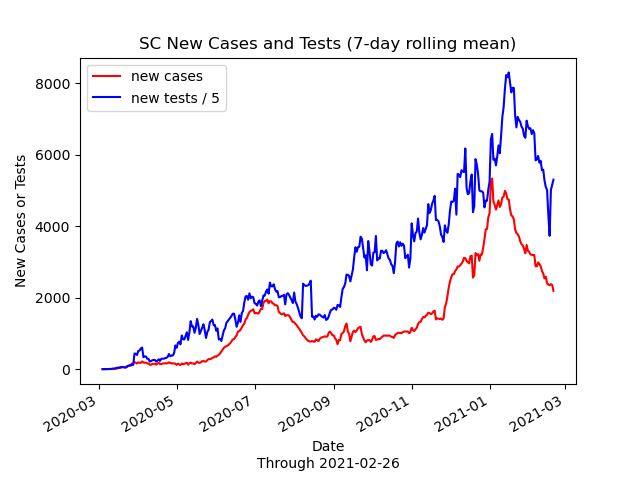 SC New Cases and Tests (7-day rolling mean)
new cases
new tests / 5
8000
6000
4000
2000
0
New Cases or Tests
2020-03
2020-05
2020-07
2020-09
2020-11
2021-01
2021-03
Date
Through 2021-02-26